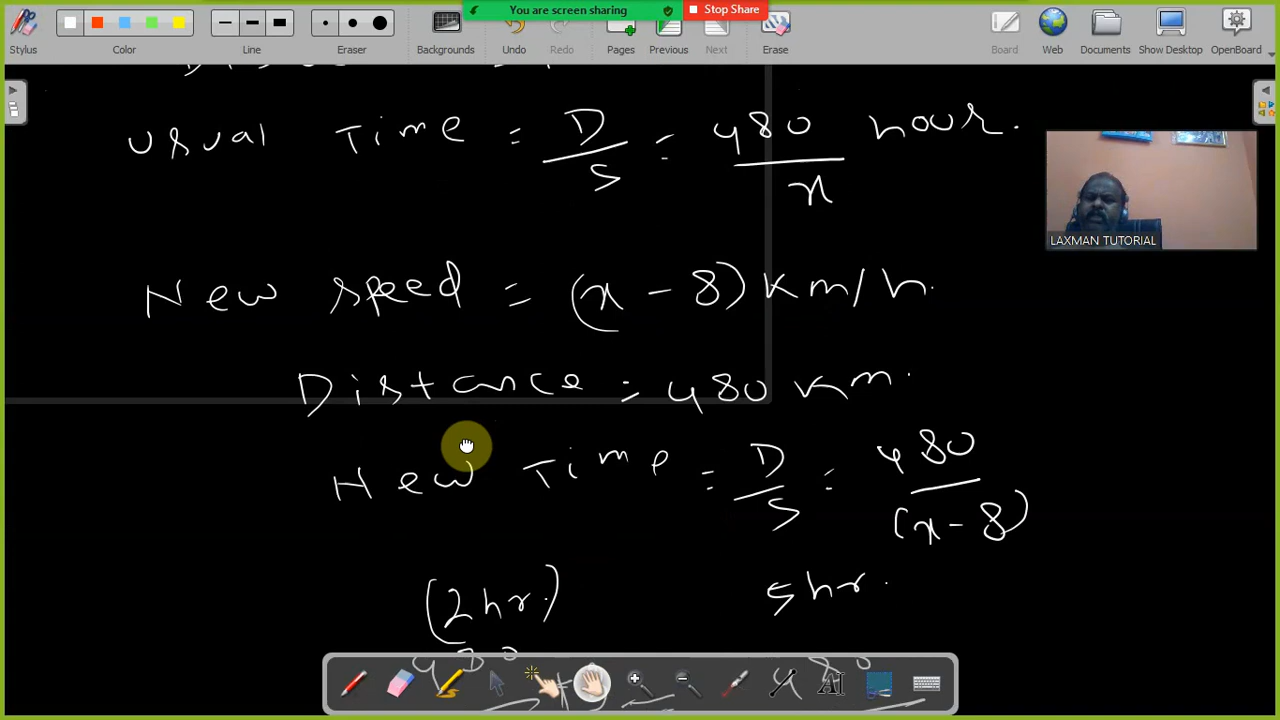 You are screen sharing Stop Share
Stylus Color Line Eraser Backgrounds Undo Redo Pages Previous Next Erase Board Web Documents Show Desktop OpenBoard
usual Time = D/S = 480/x hour.
LAXMAN TUTORIAL
New speed = (x - 8) km/h.
Distance = 480 km.
New Time = D/S = 480/(x-8)
(2hr.) 5hr.
480 480